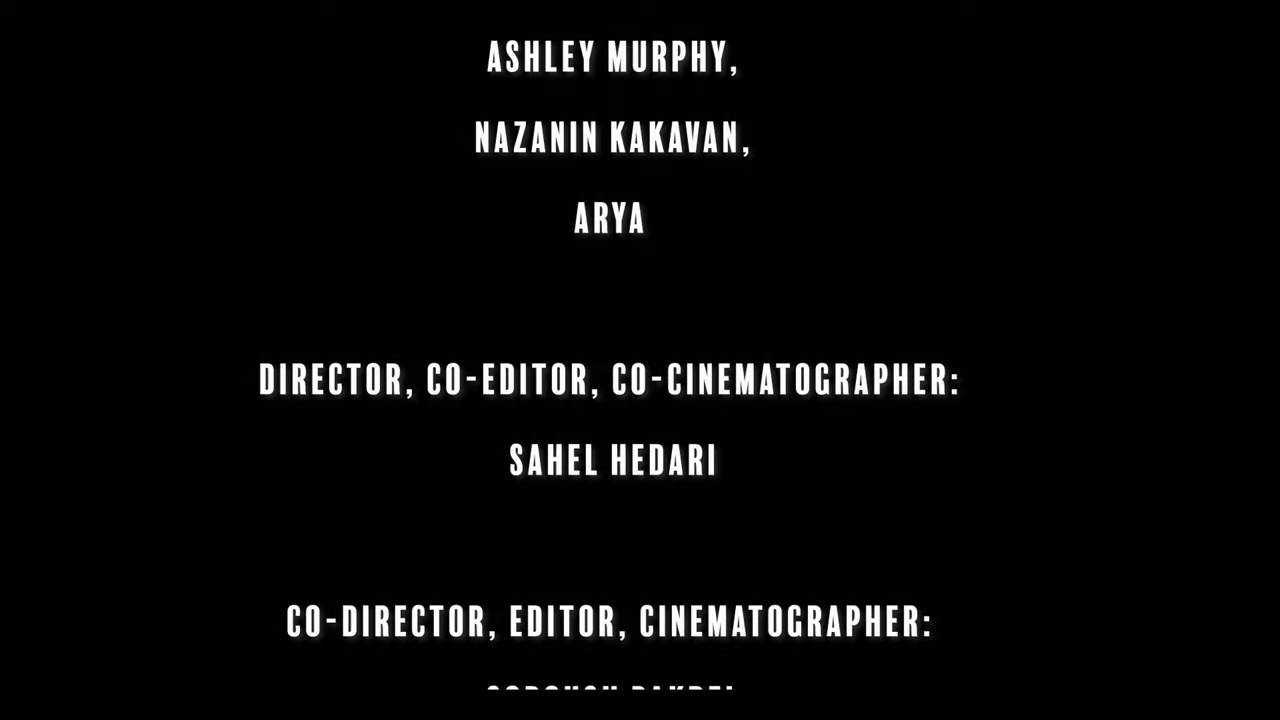 ASHLEY MURPHY,
NAZANIN KAKAVAN,
ARYA
DIRECTOR, CO-EDITOR, CO-CINEMATOGRAPHER:
SAHEL HEDARI
CO-DIRECTOR, EDITOR, CINEMATOGRAPHER: